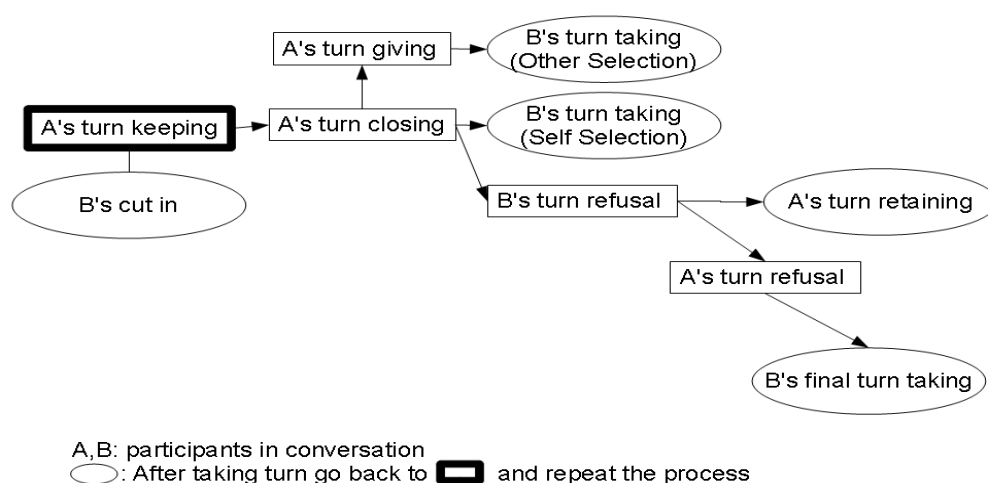 A's turn giving
B's turn taking
(Other Selection)
A's turn keeping
A's turn closing
B's turn taking
(Self Selection)
B's cut in
B's turn refusal
A's turn retaining
A's turn refusal
B's final turn taking
A,B: participants in conversation
: After taking turn go back to and repeat the process